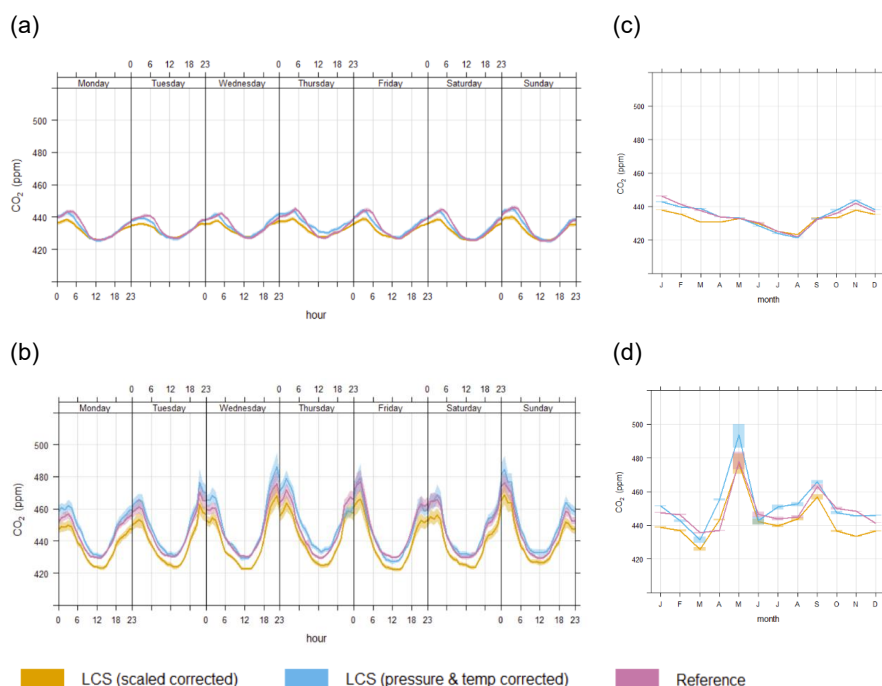 (a)
(c)
0 6 12 18 23 0 6 12 18 23 0 6 12 18 23
Monday Tuesday Wednesday Thursday Friday Saturday Sunday
500
480
460
440
420
CO2 (ppm)
0 6 12 18 23 0 6 12 18 23 0 6 12 18 23 0 6 12 18 23
hour
500
480
460
440
420
CO2 (ppm)
J F M A M J J A S O N D
month
(b)
(d)
0 6 12 18 23 0 6 12 18 23 0 6 12 18 23
Monday Tuesday Wednesday Thursday Friday Saturday Sunday
500
480
460
440
420
CO2 (ppm)
0 6 12 18 23 0 6 12 18 23 0 6 12 18 23 0 6 12 18 23
hour
500
480
460
440
420
CO2 (ppm)
J F M A M J J A S O N D
month
LCS (scaled corrected) LCS (pressure & temp corrected) Reference